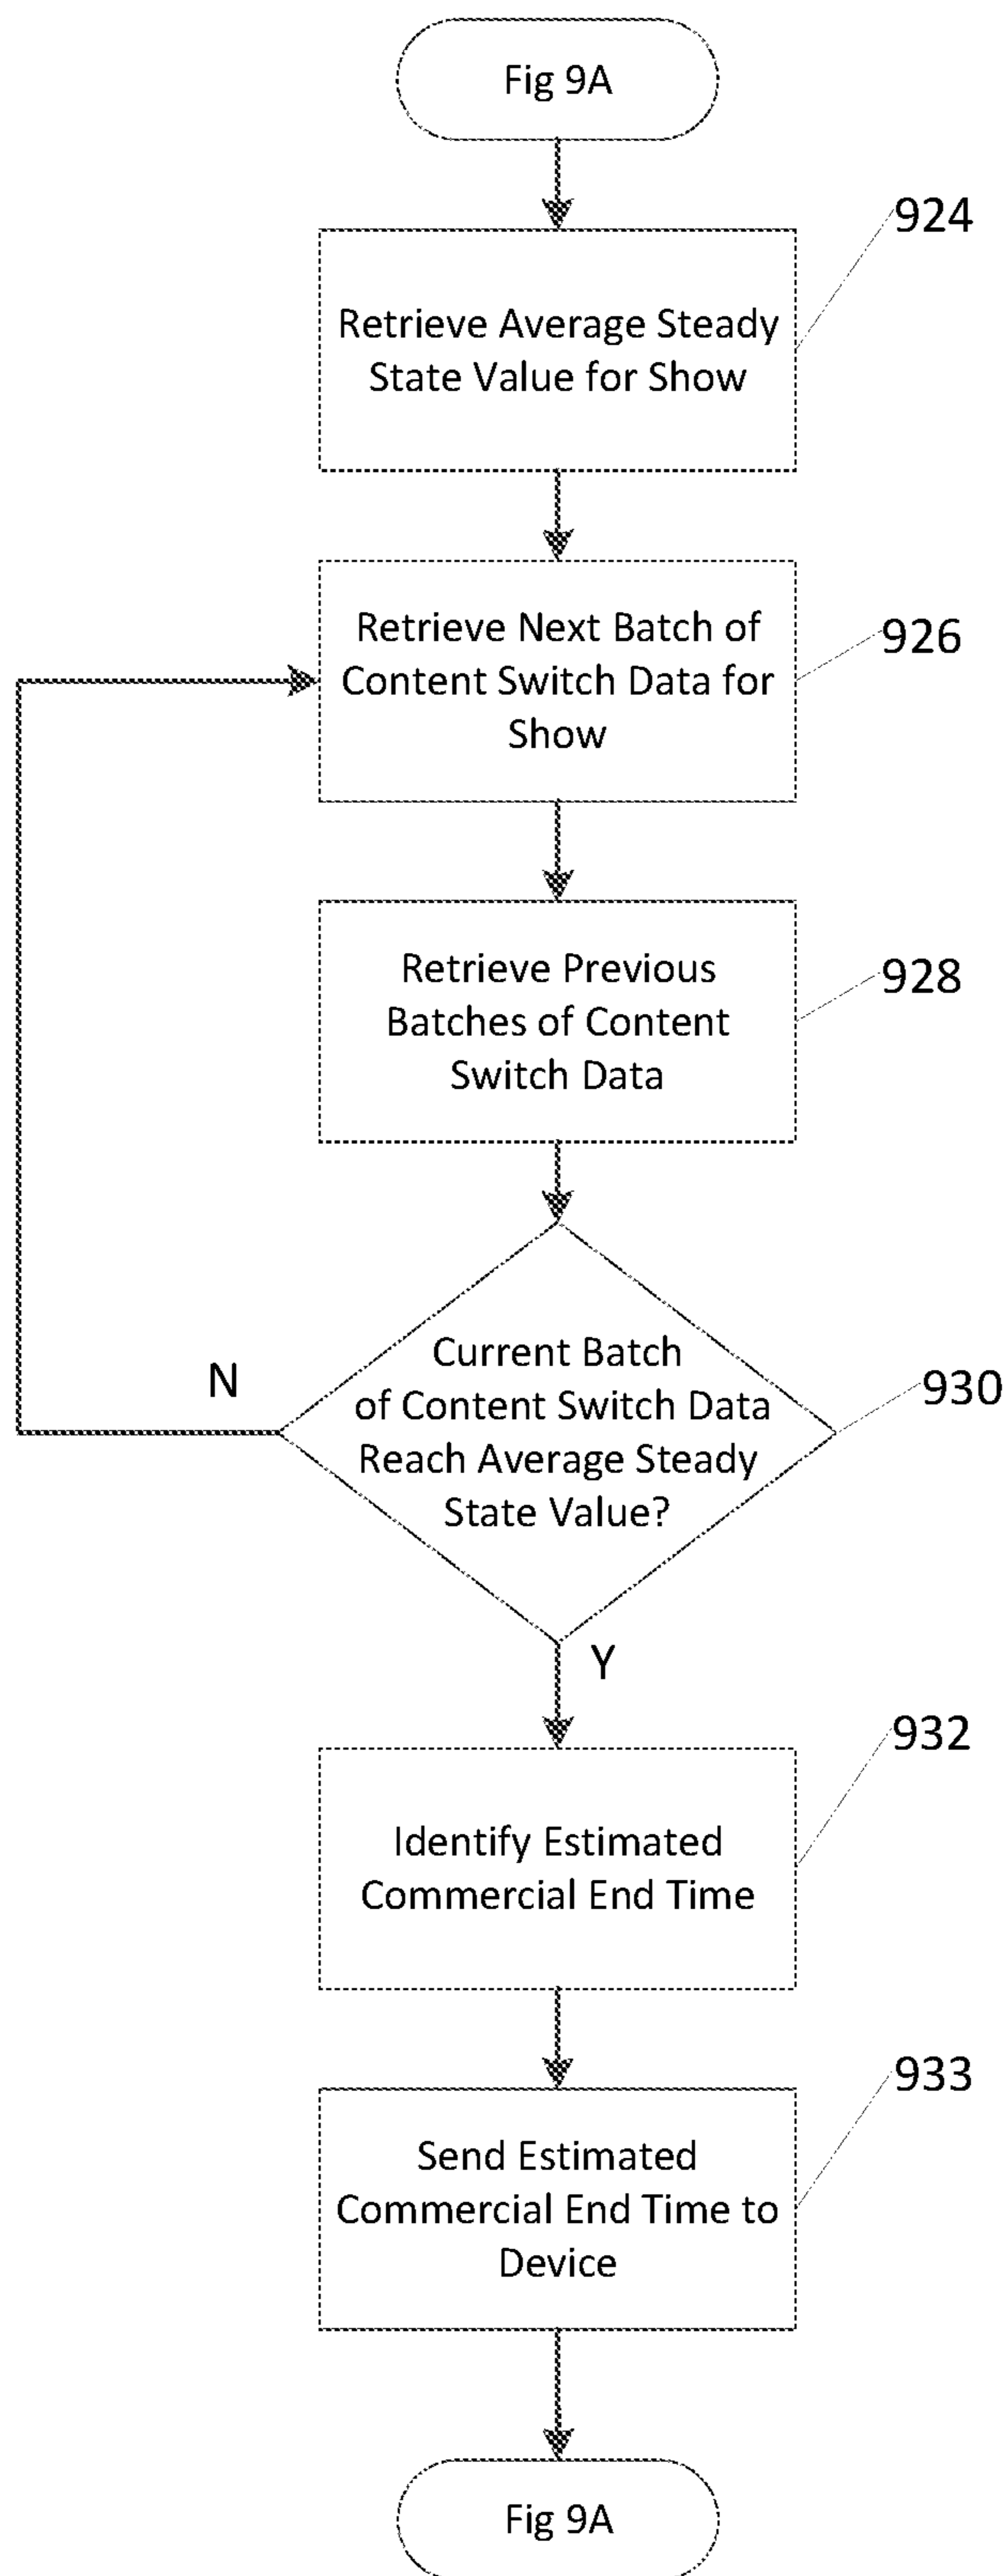 Fig 9A
924
Retrieve Average Steady
State Value for Show
Retrieve Next Batch of
Content Switch Data for
Show
926
Retrieve Previous
Batches of Content
Switch Data
928
Current Batch
of Content Switch Data
Reach Average Steady
State Value?
N
930
Y
932
Identify Estimated
Commercial End Time
933
Send Estimated
Commercial End Time to
Device
Fig 9A